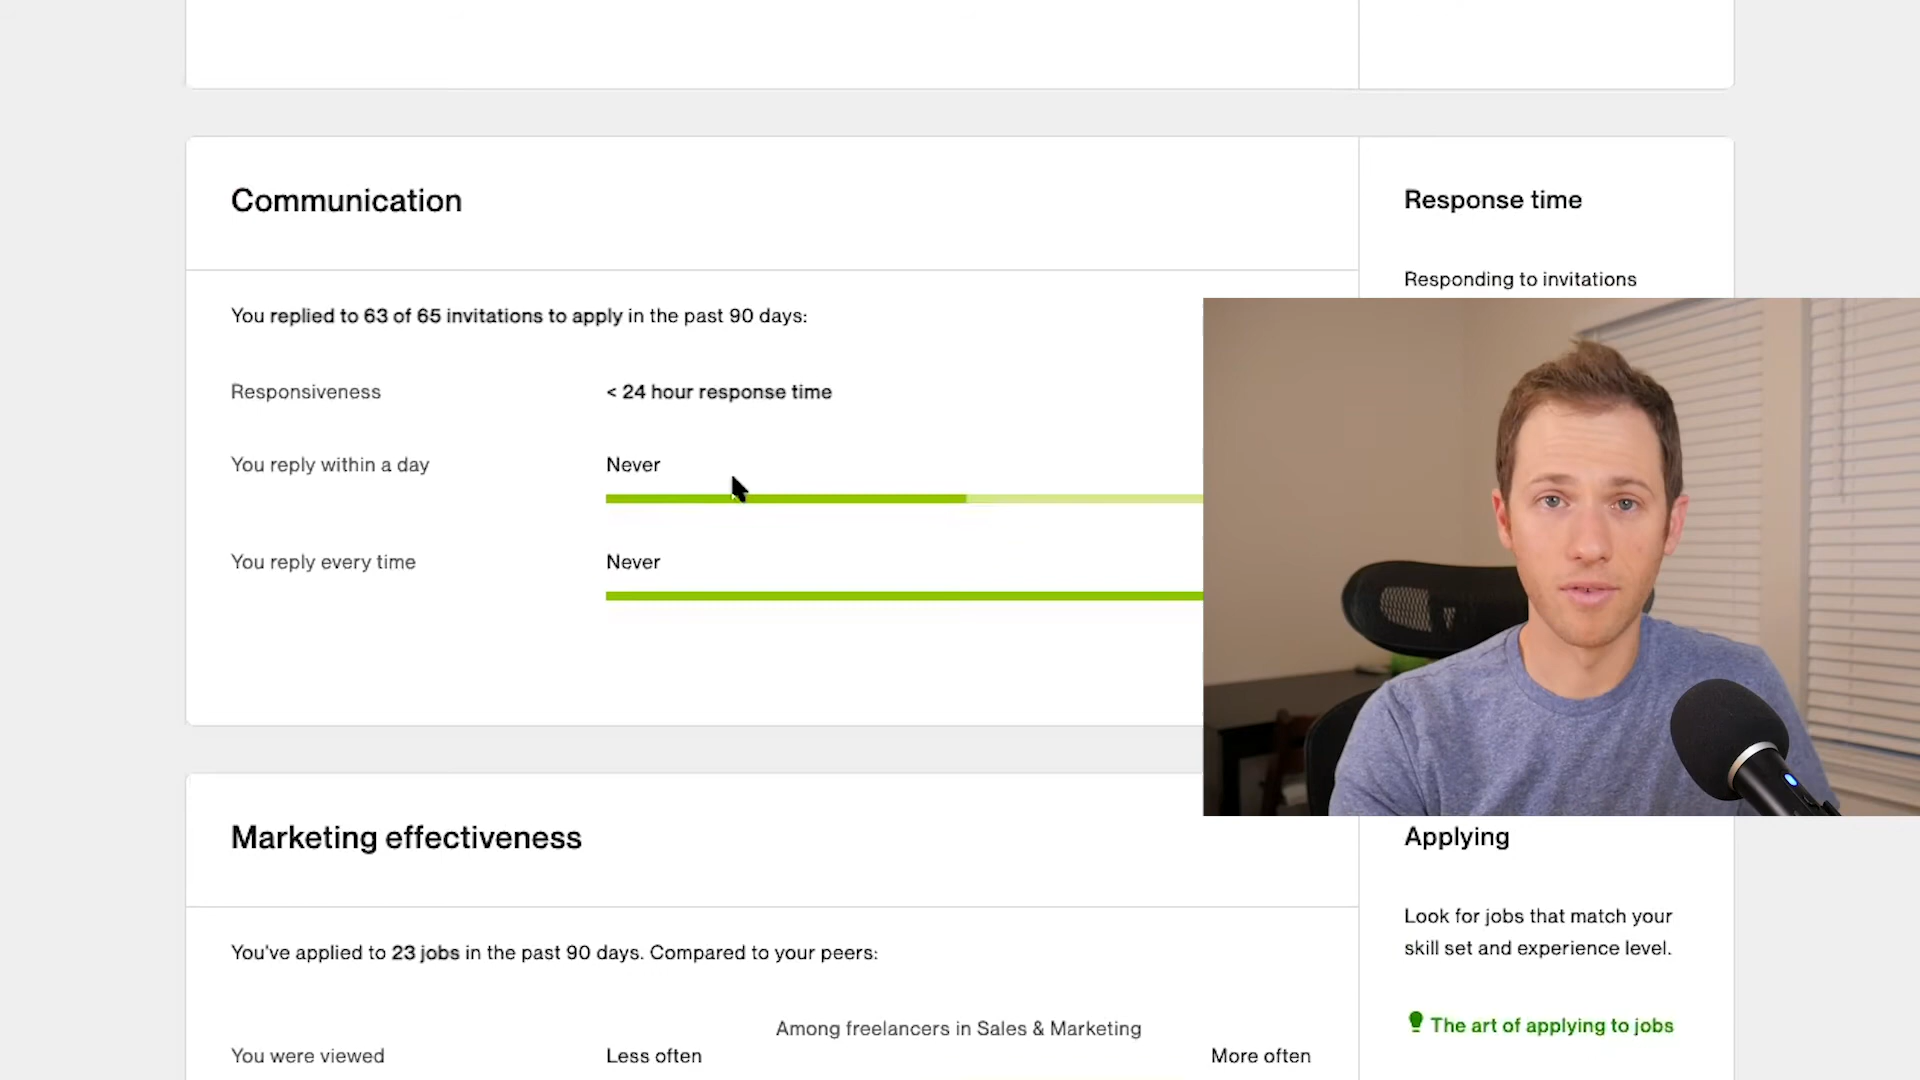 Communication
You replied to 63 of 65 invitations to apply in the past 90 days:
Responsiveness
< 24 hour response time
You reply within a day
Never
You reply every time
Never
Response time
Responding to invitations
Marketing effectiveness
You've applied to 23 jobs in the past 90 days. Compared to your peers:
Among freelancers in Sales & Marketing
You were viewed
Less often
More often
Applying
Look for jobs that match your
skill set and experience level.
The art of applying to jobs